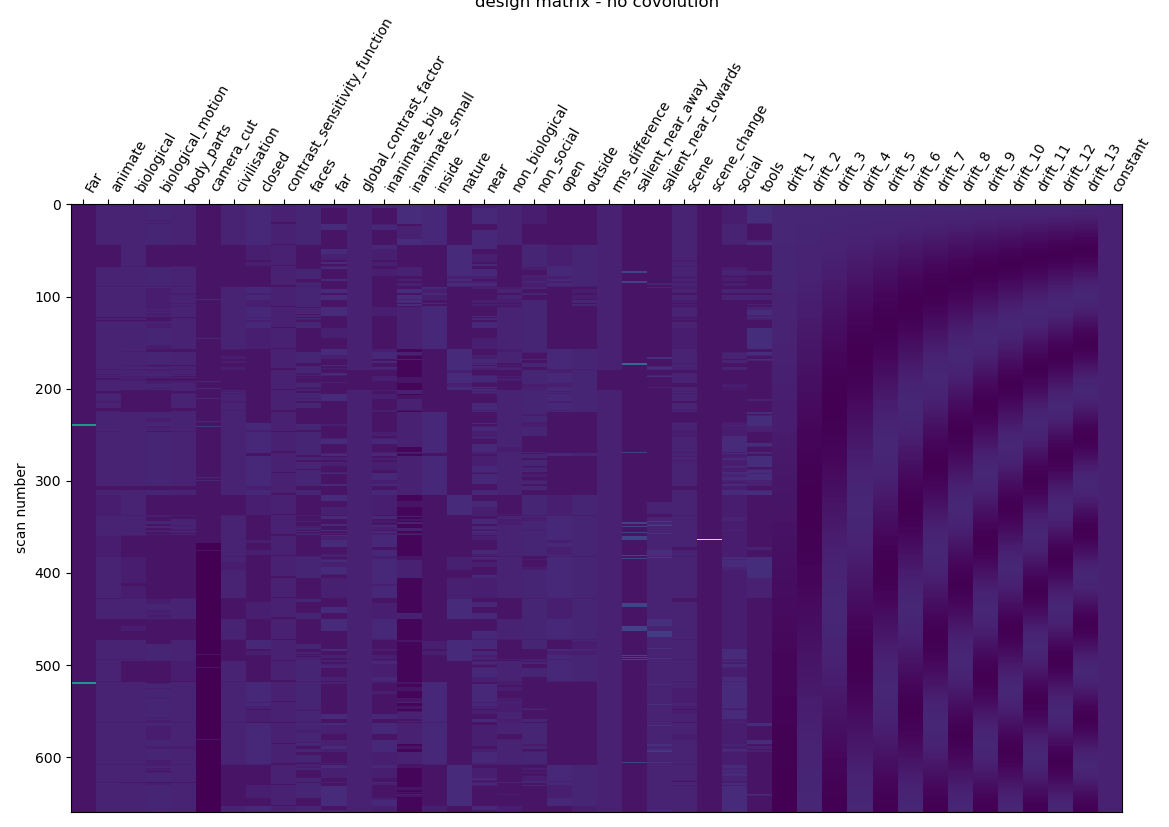 design matrix - no covolution
Far
animate
biological
biological_motion
body_parts
camera_cut
civilisation
closed
contrast_sensitivity_function
faces
far
global_contrast_factor
inanimate_big
inanimate_small
inside
nature
near
non_biological
non_social
open
outside
rms_difference
salient_near_away
salient_near_towards
scene
scene_change
social
tools
drift_1
drift_2
drift_3
drift_4
drift_5
drift_6
drift_7
drift_8
drift_9
drift_10
drift_11
drift_12
drift_13
constant
0
100
200
300
400
500
600
scan number